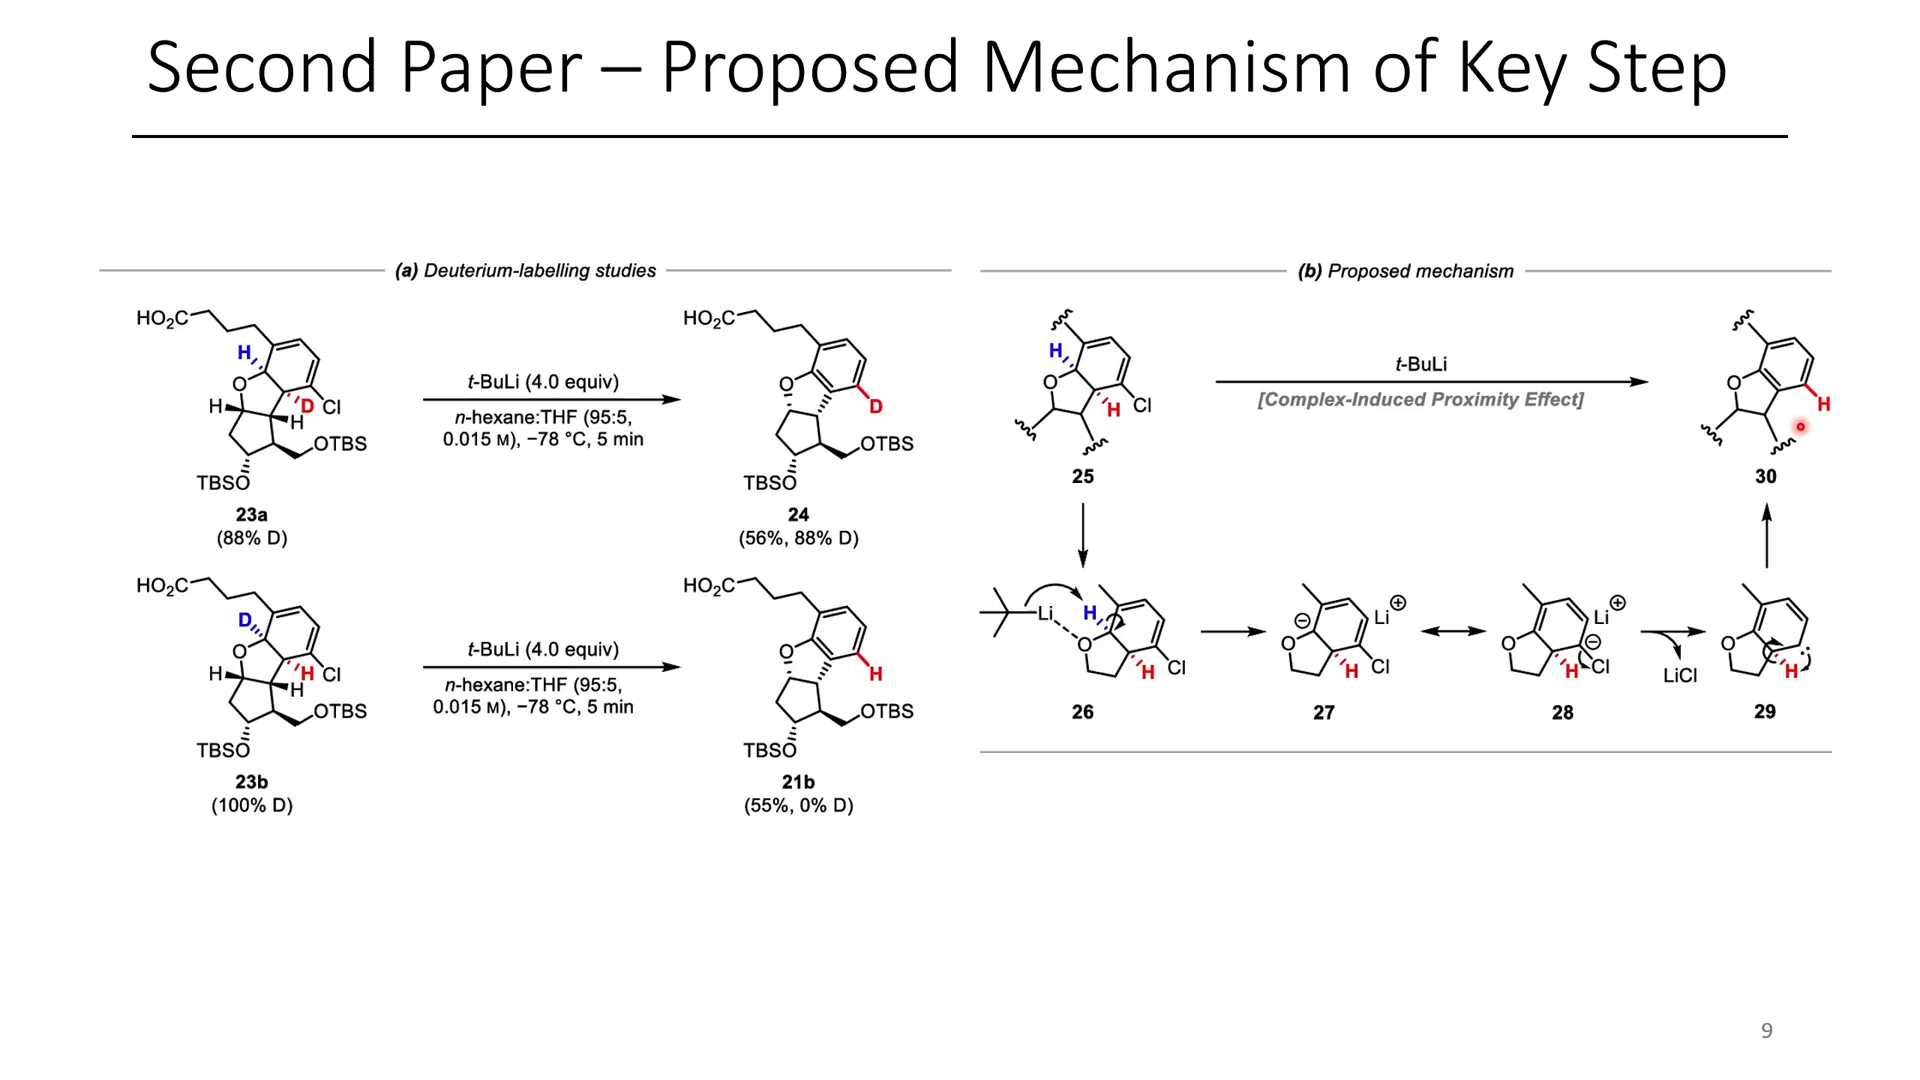 Second Paper – Proposed Mechanism of Key Step
(a) Deuterium-labelling studies
HO₂C
H
O
D
Cl
H
H
OTBS
TBSO
23a
(88% D)
t-BuLi (4.0 equiv)
n-hexane:THF (95:5,
0.015 M), −78 °C, 5 min
HO₂C
O
D
OTBS
TBSO
24
(56%, 88% D)
HO₂C
D
O
H
Cl
H
H
OTBS
TBSO
23b
(100% D)
t-BuLi (4.0 equiv)
n-hexane:THF (95:5,
0.015 M), −78 °C, 5 min
HO₂C
O
H
OTBS
TBSO
21b
(55%, 0% D)
(b) Proposed mechanism
H
O
H
Cl
25
t-BuLi
[Complex-Induced Proximity Effect]
O
H
30
Li
H
O
H
Cl
26
⊖
Li⊕
O
H
Cl
27
Li⊕
O
⊖
H
Cl
28
LiCl
O
H
29
9